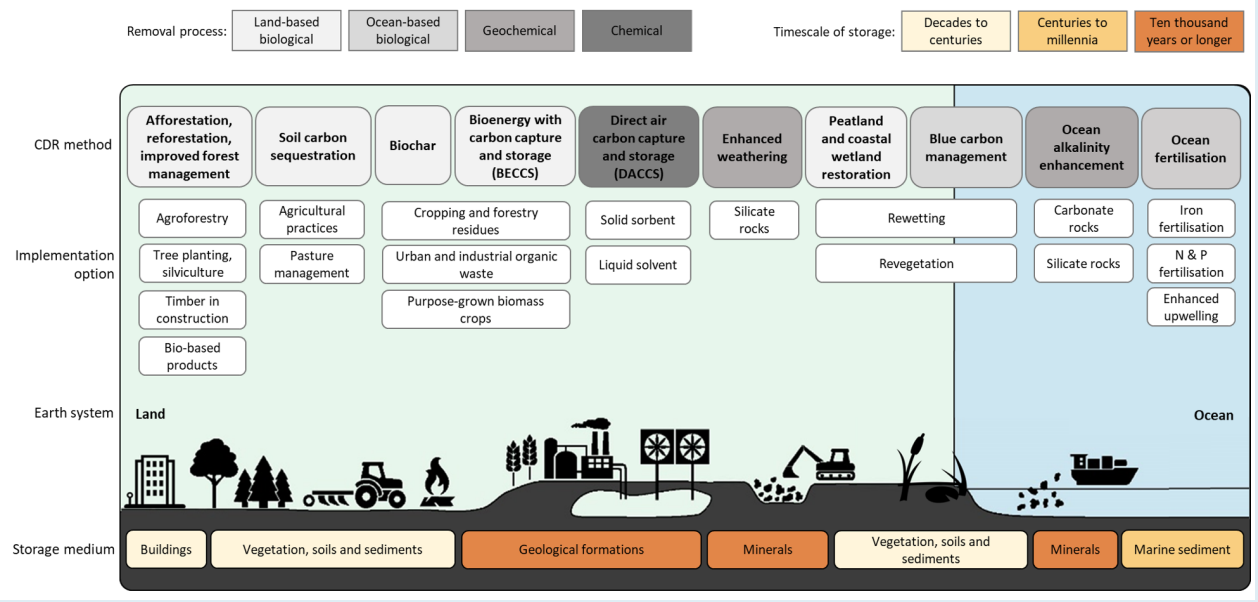 Removal process:
Land-based
biological
Ocean-based
biological
Geochemical
Chemical
Timescale of storage:
Decades to
centuries
Centuries to
millennia
Ten thousand
years or longer
CDR method
Afforestation,
reforestation,
improved forest
management
Soil carbon
sequestration
Biochar
Bioenergy with
carbon capture
and storage
(BECCS)
Direct air
carbon capture
and storage
(DACCS)
Enhanced
weathering
Peatland
and coastal
wetland
restoration
Blue carbon
management
Ocean
alkalinity
enhancement
Ocean
fertilisation
Implementation
option
Agroforestry
Tree planting,
silviculture
Timber in
construction
Bio-based
products
Agricultural
practices
Pasture
management
Cropping and forestry
residues
Urban and industrial organic
waste
Purpose-grown biomass
crops
Solid sorbent
Liquid solvent
Silicate
rocks
Rewetting
Revegetation
Carbonate
rocks
Silicate rocks
Iron
fertilisation
N & P
fertilisation
Enhanced
upwelling
Earth system
Land
Ocean
Storage medium
Buildings
Vegetation, soils and sediments
Geological formations
Minerals
Vegetation, soils and
sediments
Minerals
Marine sediment